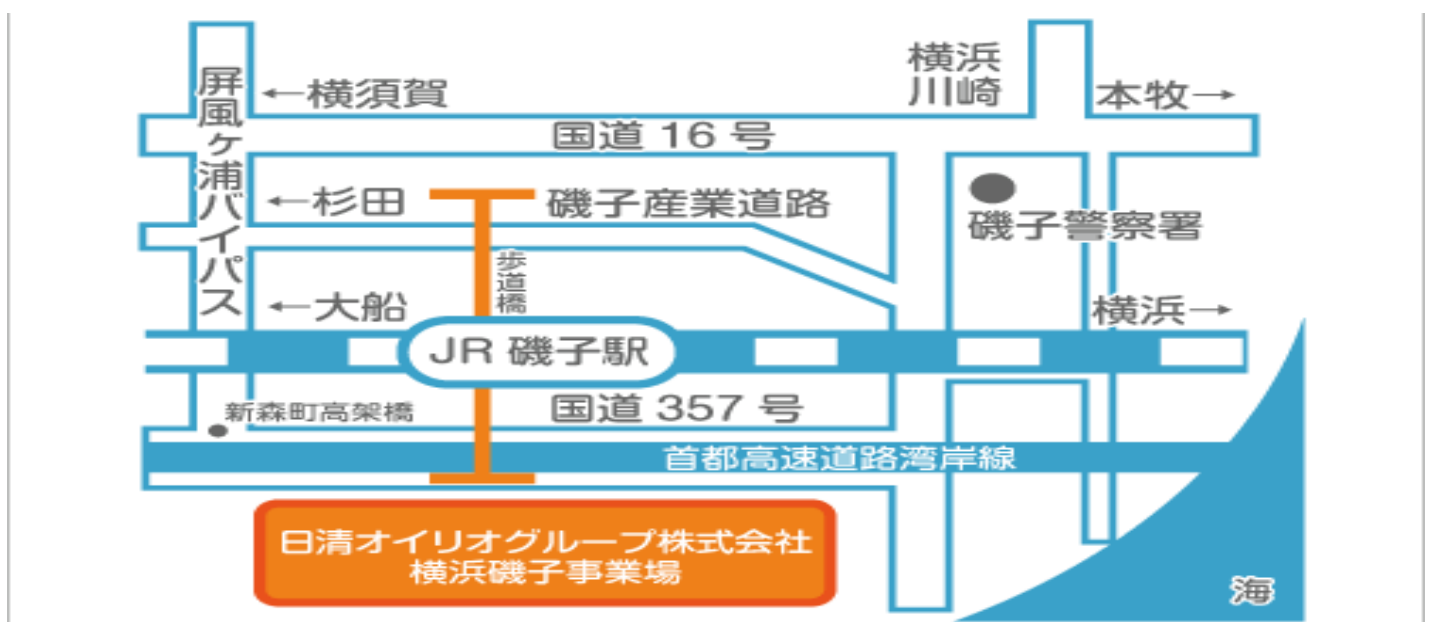 横浜
川崎
←横須賀
本牧→
国道 16 号
屏風ヶ浦バイパス
←杉田
磯子産業道路
磯子警察署
歩道橋
←大船
横浜→
JR 磯子駅
新森町高架橋
国道 357 号
首都高速道路湾岸線
日清オイリオグループ株式会社
横浜磯子事業場
海